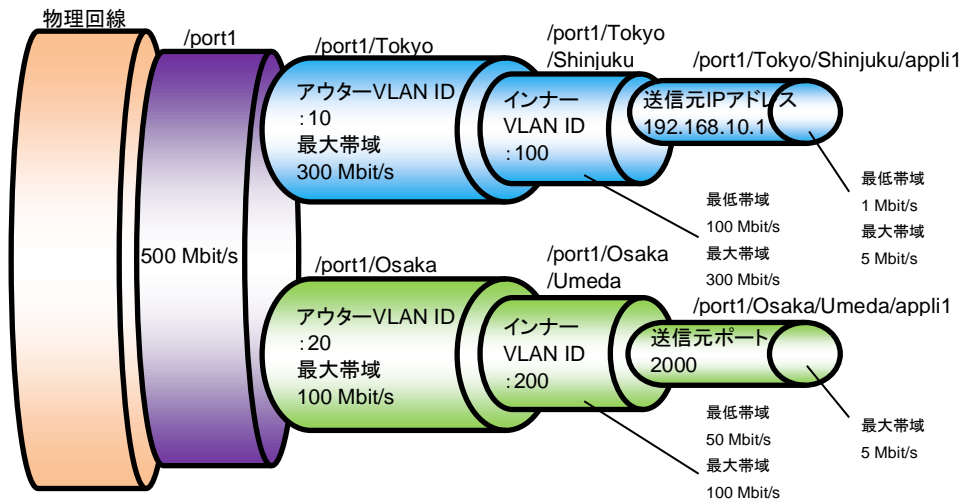 物理回線
/port1
500 Mbit/s
/port1/Tokyo
アウターVLAN ID
:10
最大帯域
300 Mbit/s
/port1/Tokyo
/Shinjuku
インナー
VLAN ID
:100
最低帯域
100 Mbit/s
最大帯域
300 Mbit/s
/port1/Tokyo/Shinjuku/appli1
送信元IPアドレス
192.168.10.1
最低帯域
1 Mbit/s
最大帯域
5 Mbit/s
/port1/Osaka
アウターVLAN ID
:20
最大帯域
100 Mbit/s
/port1/Osaka
/Umeda
インナー
VLAN ID
:200
最低帯域
50 Mbit/s
最大帯域
100 Mbit/s
/port1/Osaka/Umeda/appli1
送信元ポート
2000
最大帯域
5 Mbit/s